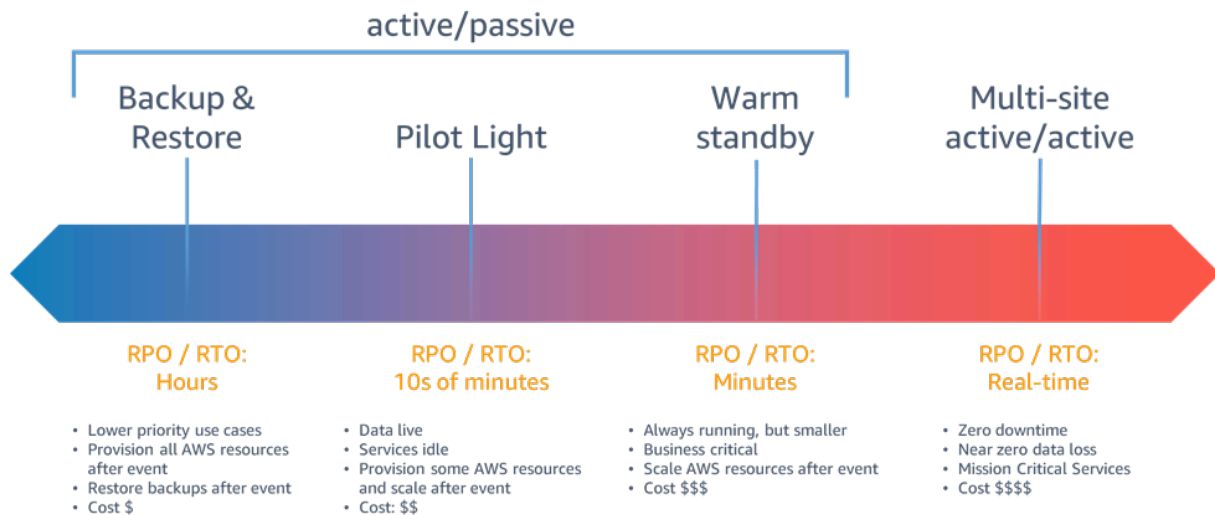 active/passive
Backup &
Restore
Pilot Light
Warm
standby
Multi-site
active/active
RPO / RTO:
Hours
RPO / RTO:
10s of minutes
RPO / RTO:
Minutes
RPO / RTO:
Real-time
• Lower priority use cases
• Provision all AWS resources
after event
• Restore backups after event
• Cost $
• Data live
• Services idle
• Provision some AWS resources
and scale after event
• Cost: $$
• Always running, but smaller
• Business critical
• Scale AWS resources after event
• Cost $$$
• Zero downtime
• Near zero data loss
• Mission Critical Services
• Cost $$$$